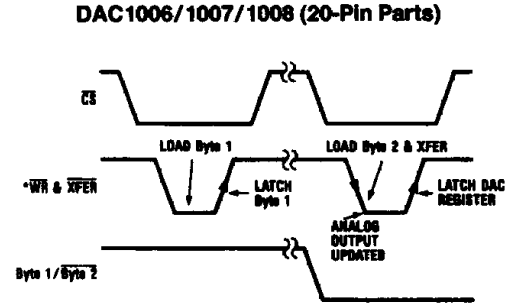 DAC1006/1007/1008 (20-Pin Parts)
CS
LOAD Byte 1
LOAD Byte 2 & XFER
*WR & XFER
LATCH
Byte 1
LATCH DAC
REGISTER
ANALOG
OUTPUT
UPDATED
Byte 1/Byte 2